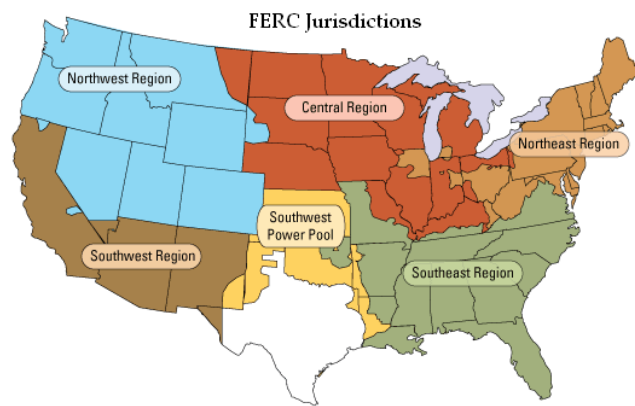 FERC Jurisdictions
Northwest Region
Central Region
Northeast Region
Southwest
Power Pool
Southwest Region
Southeast Region